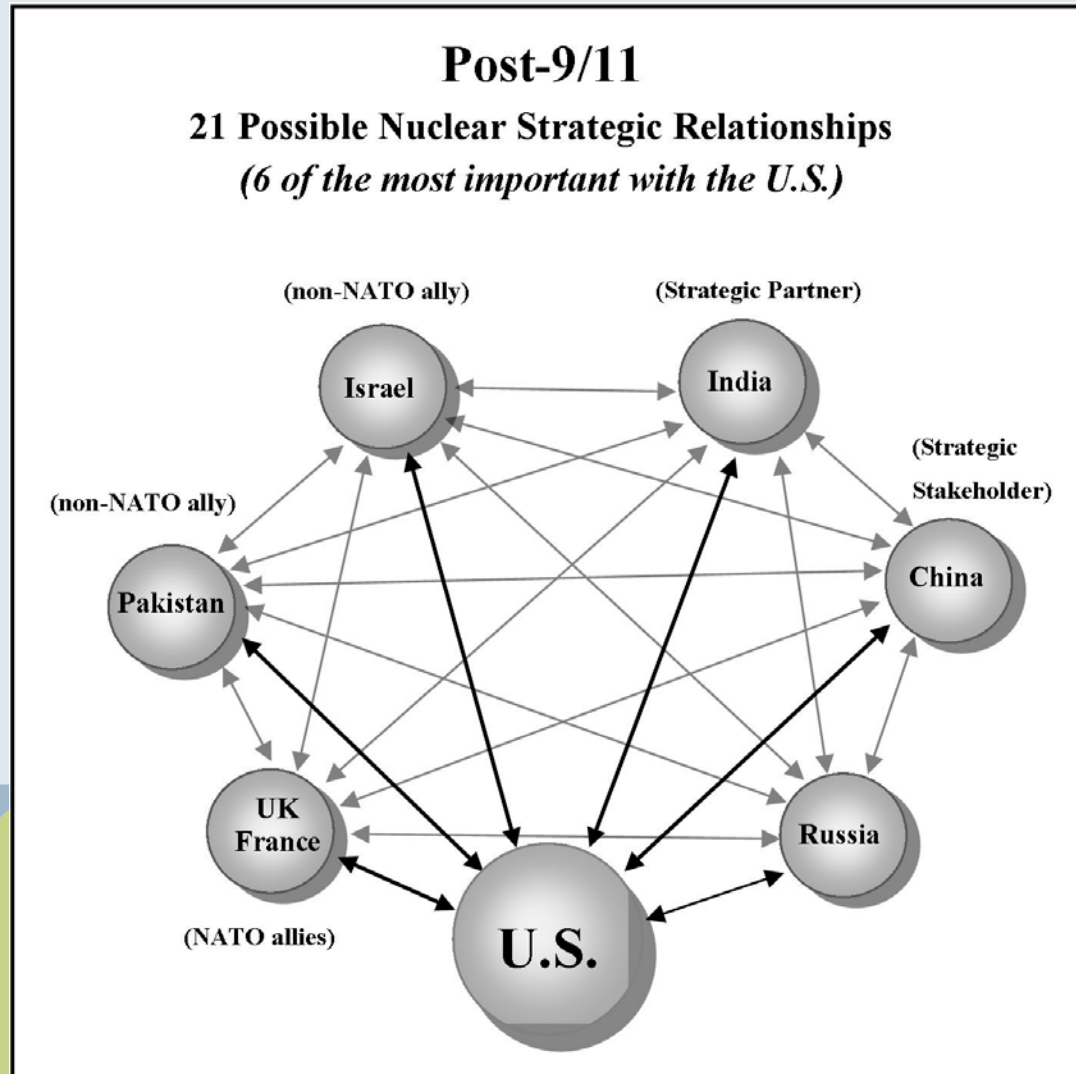 Post-9/11
21 Possible Nuclear Strategic Relationships
(6 of the most important with the U.S.)
(non-NATO ally)
(Strategic Partner)
Israel
India
(Strategic
Stakeholder)
(non-NATO ally)
China
Pakistan
UK
France
Russia
(NATO allies)
U.S.